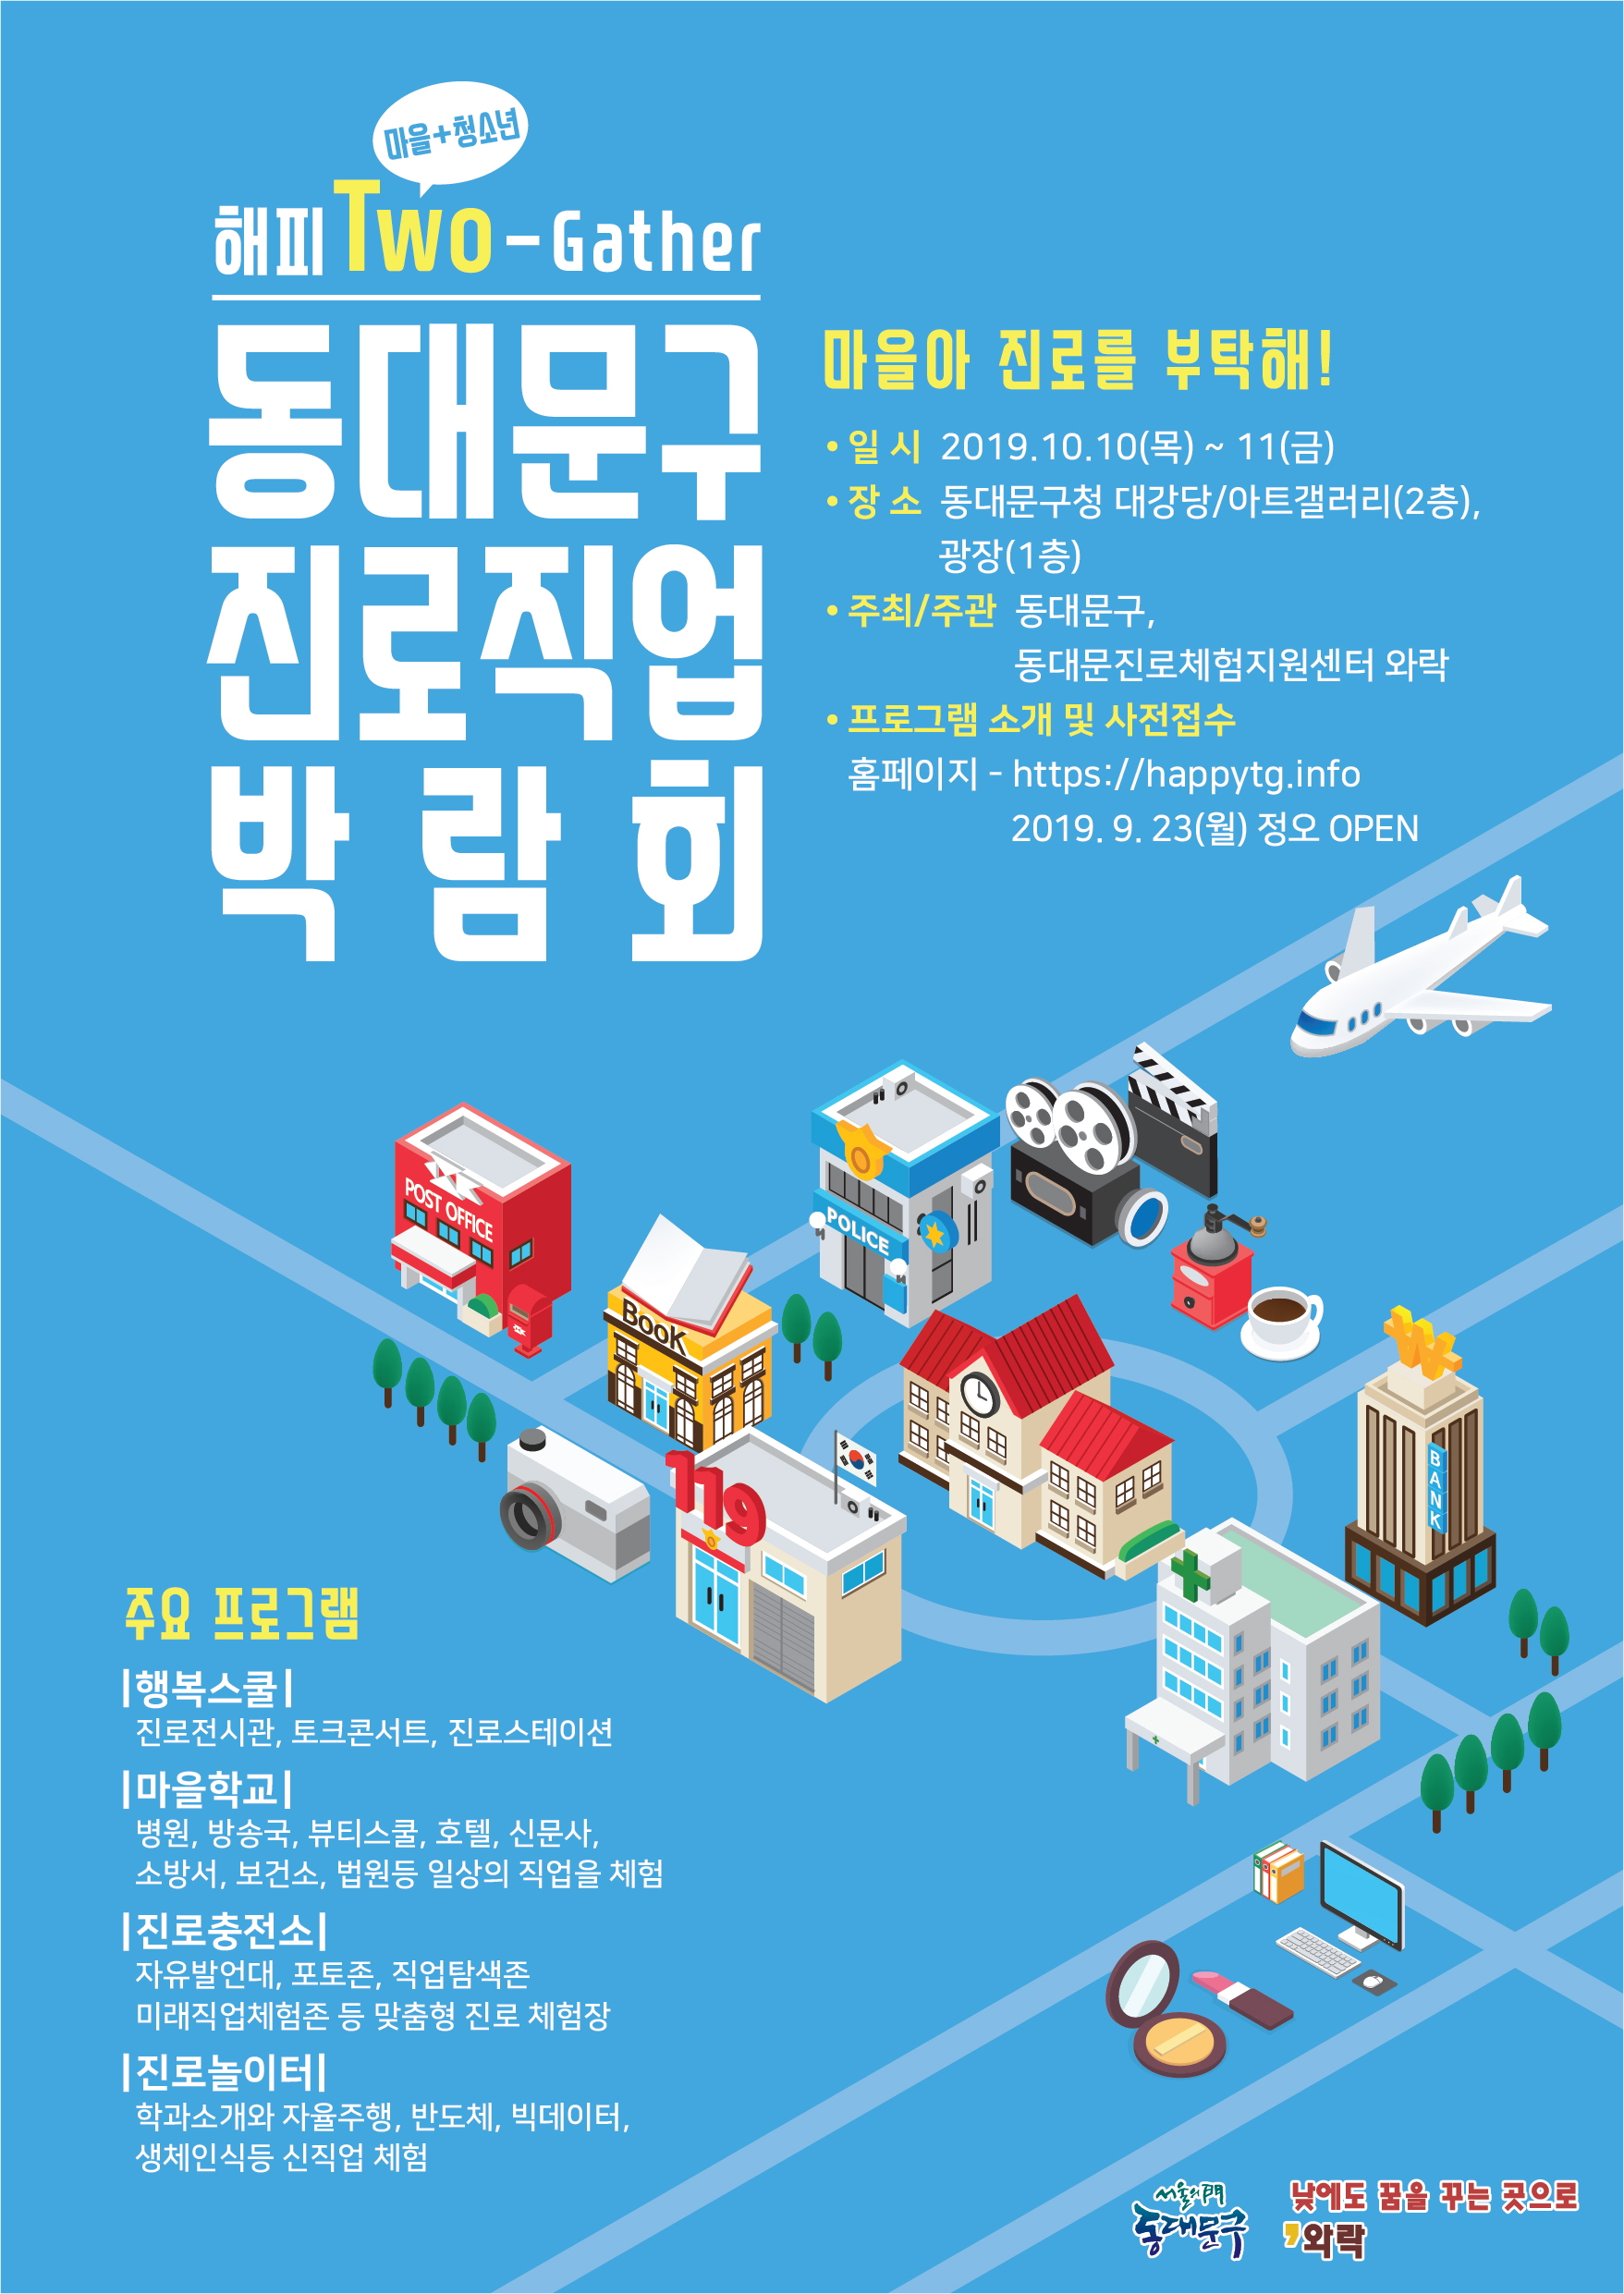 마을+청소년
해피 Two-Gather
동대문구
진로직업
박람회
마을아 진로를 부탁해!
• 일 시 2019.10.10(목) ~ 11(금)
• 장 소 동대문구청 대강당/아트갤러리(2층),
광장(1층)
• 주최/주관 동대문구,
동대문진로체험지원센터 와락
• 프로그램 소개 및 사전접수
홈페이지 - https://happytg.info
2019. 9. 23(월) 정오 OPEN
POST OFFICE
BOOK
POLICE
119
BANK
주요 프로그램
|행복스쿨|
진로전시관, 토크콘서트, 진로스테이션
|마을학교|
병원, 방송국, 뷰티스쿨, 호텔, 신문사,
소방서, 보건소, 법원등 일상의 직업을 체험
|진로충전소|
자유발언대, 포토존, 직업탐색존
미래직업체험존 등 맞춤형 진로 체험장
|진로놀이터|
학과소개와 자율주행, 반도체, 빅데이터,
생체인식등 신직업 체험
서울의 門
동대문구
낮에도 꿈을 꾸는 곳으로
,와락